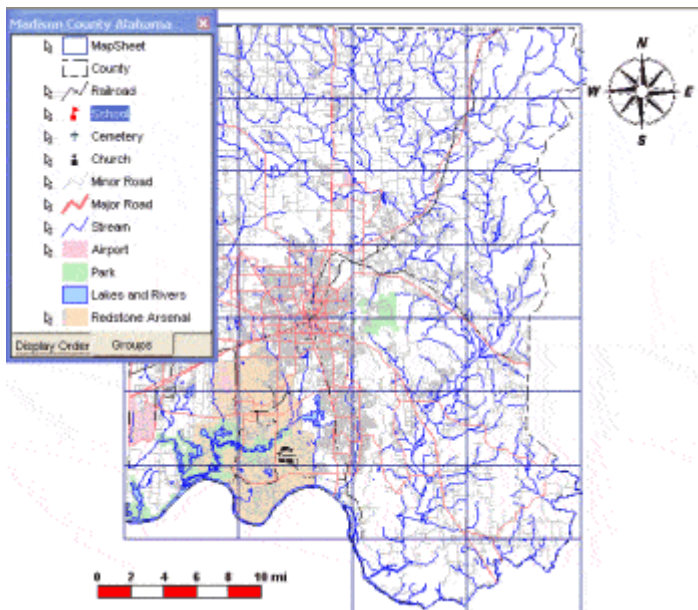 Madison County Alabama
MapSheet
County
Railroad
School
Cemetery
Church
Minor Road
Major Road
Stream
Airport
Park
Lakes and Rivers
Redstone Arsenal
Display Order Groups
N
W E
S
0 2 4 6 8 10 mi